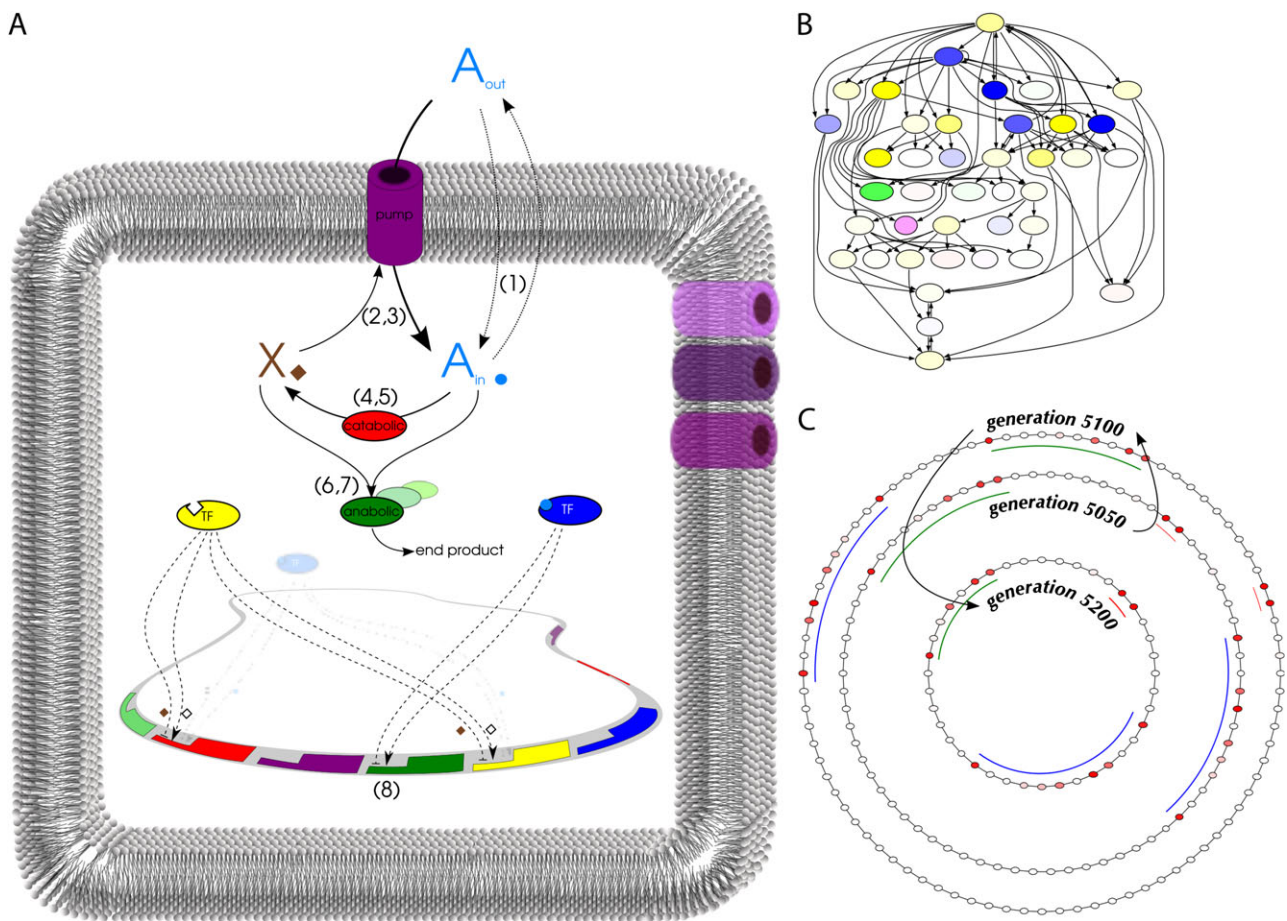 A
A out
pump
(1)
(2,3)
X
A in
(4,5)
catabolic
(6,7)
anabolic
TF
TF
end product
TF
(8)
B
C
generation 5100
generation 5050
generation 5200